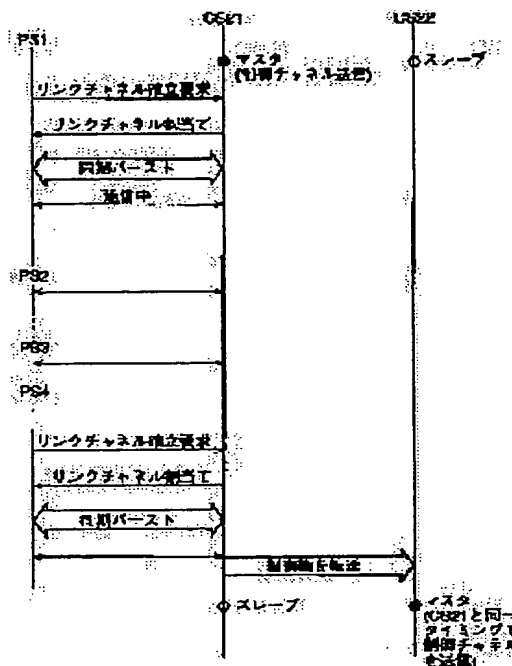 CS21
CS22
PS1
マスタ
(制御チャネル送信)
スレーブ
リンクチャネル確立要求
リンクチャネル割当て
同期バースト
通信中
PS2
PS3
PS4
リンクチャネル確立要求
リンクチャネル割当て
同期バースト
制御権を転送
スレーブ
マスタ
(CS21と同一
タイミングで
制御チャネル
を送信)